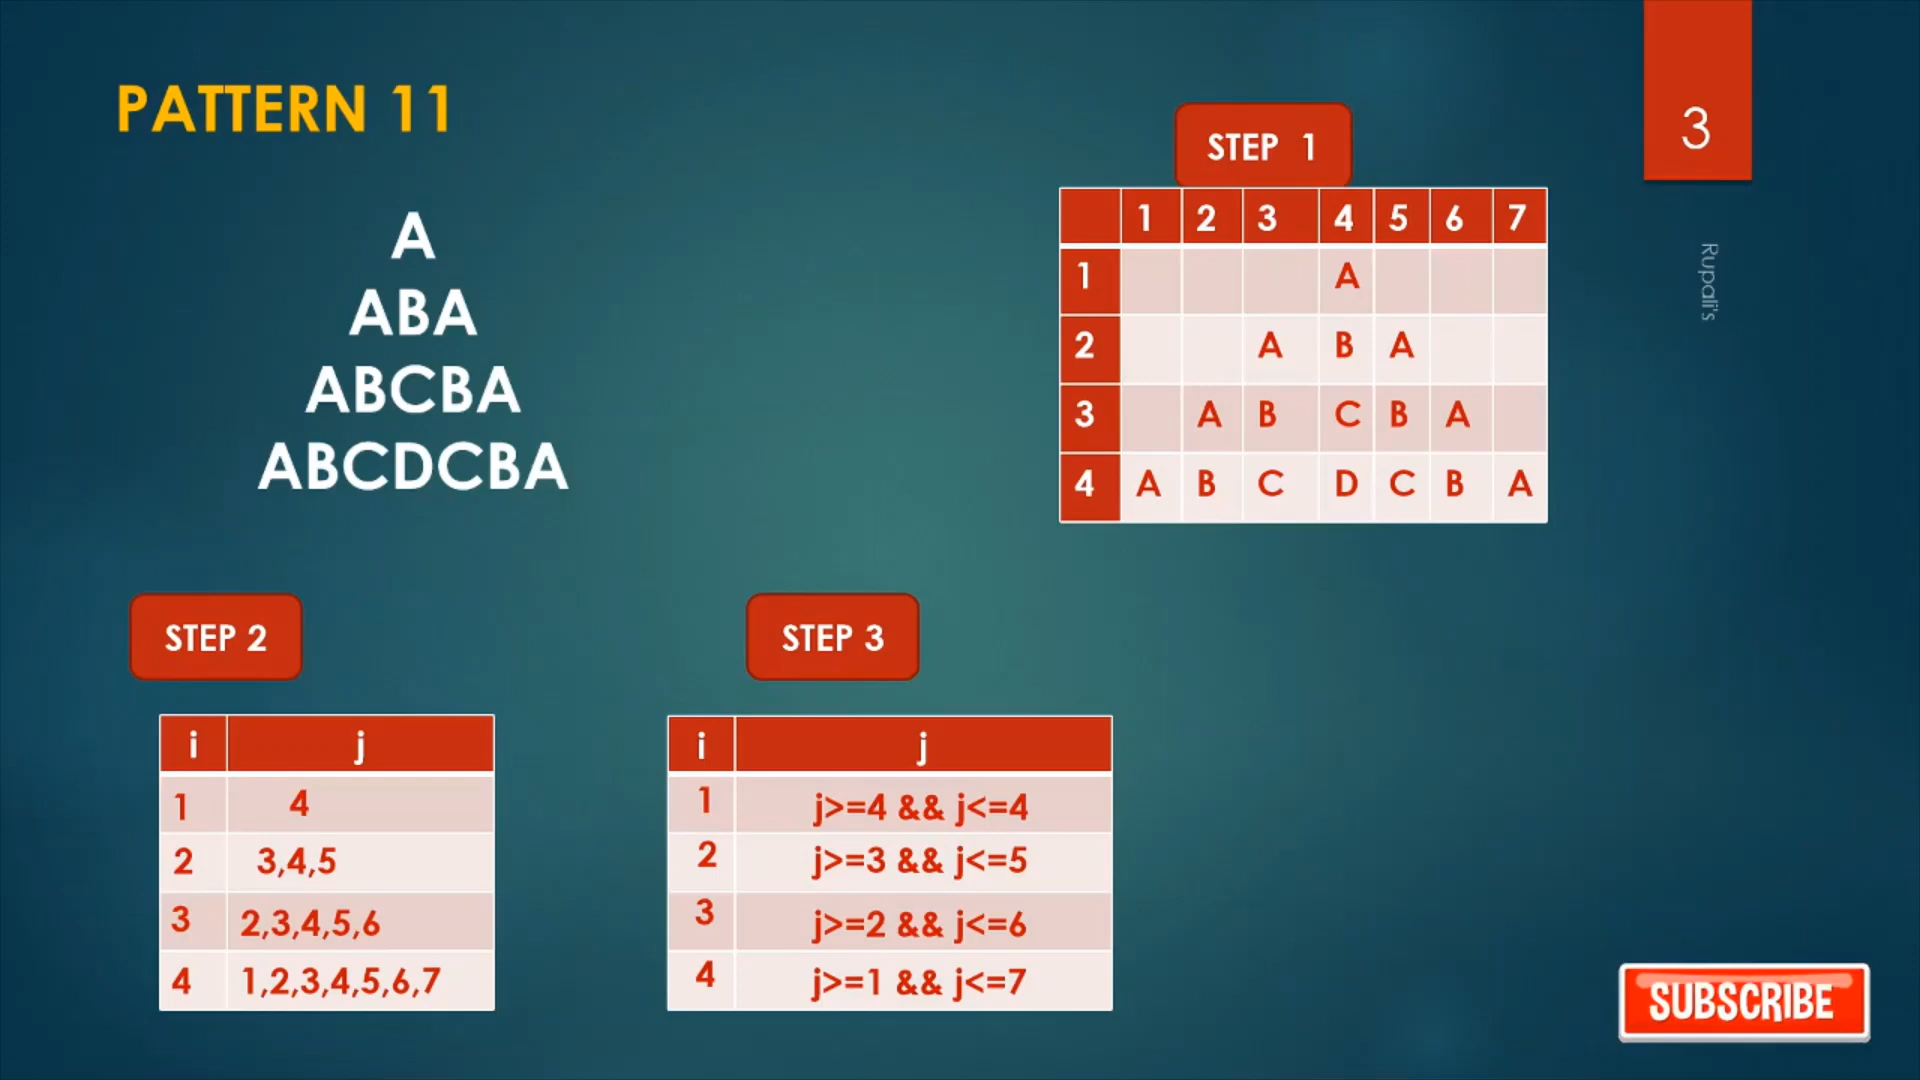 PATTERN 11
A
ABA
ABCBA
ABCDCBA
STEP 1
1 2 3 4 5 6 7
1 A
2 A B A
3 A B C B A
4 A B C D C B A
3
Rupali's
STEP 2
i j
1 4
2 3,4,5
3 2,3,4,5,6
4 1,2,3,4,5,6,7
STEP 3
i j
1 j>=4 && j<=4
2 j>=3 && j<=5
3 j>=2 && j<=6
4 j>=1 && j<=7
SUBSCRIBE